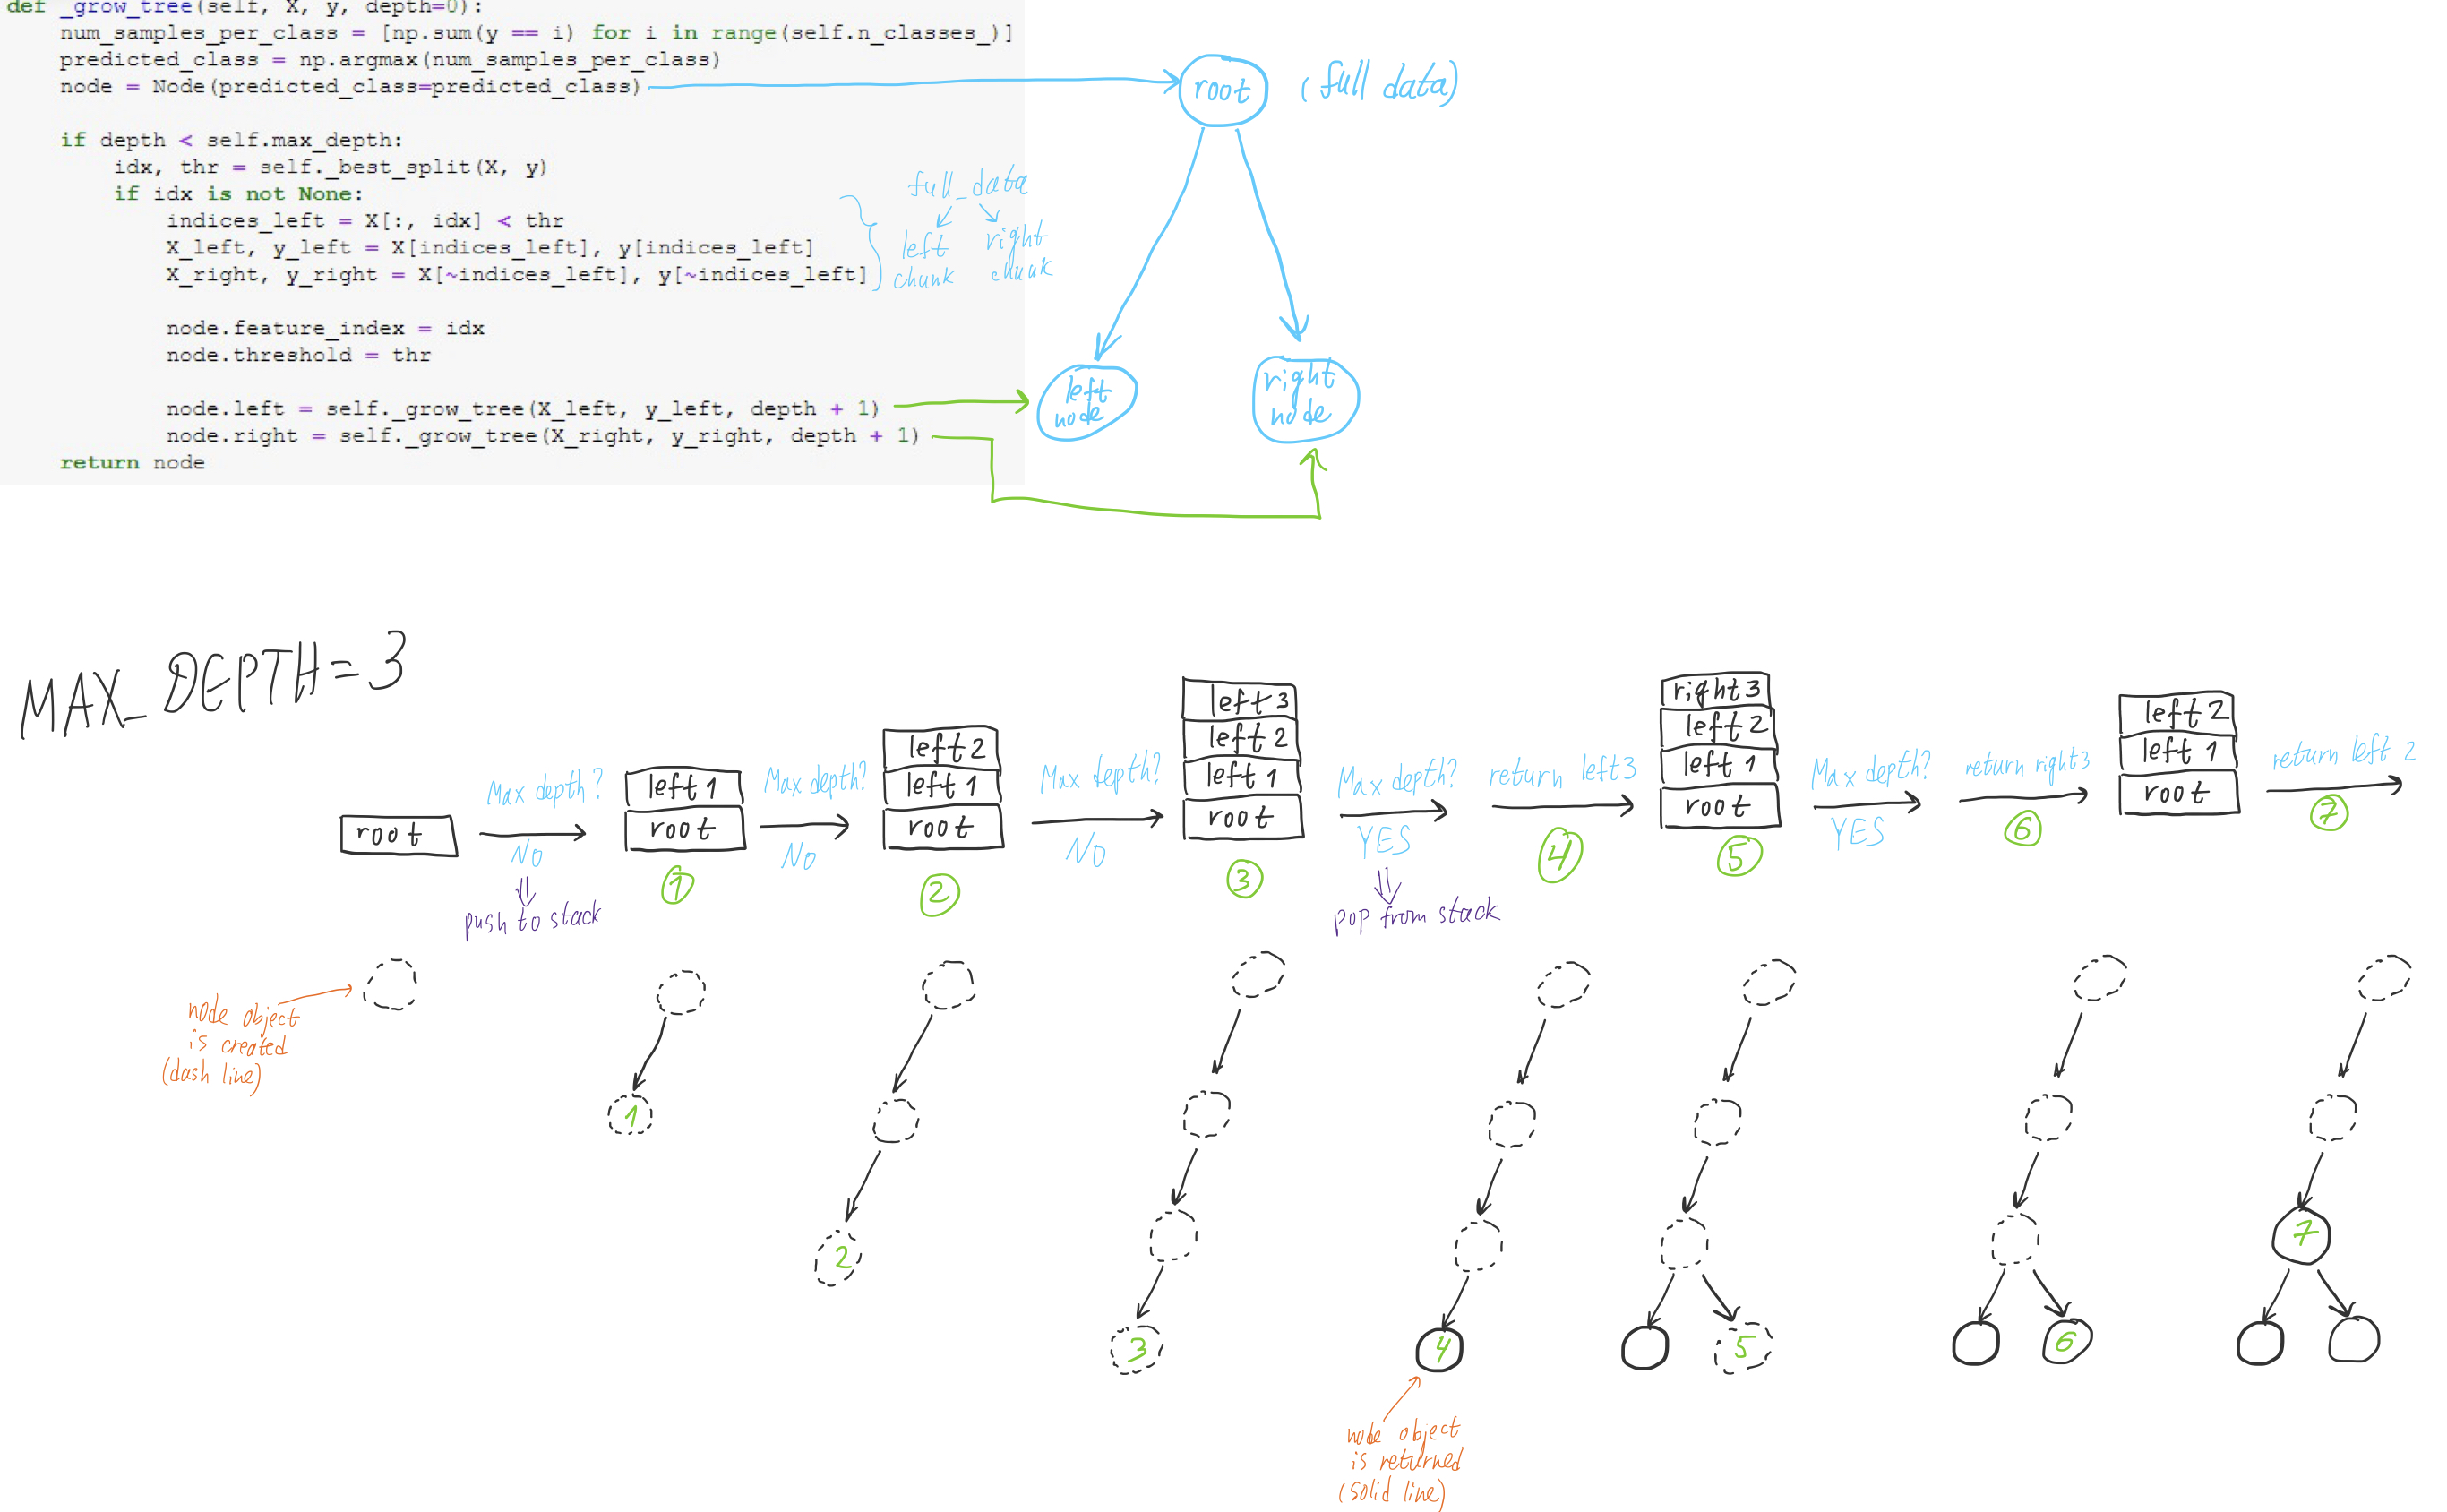 def _grow_tree(self, X, y, depth=0):
    num_samples_per_class = [np.sum(y == i) for i in range(self.n_classes_)]
    predicted_class = np.argmax(num_samples_per_class)
    node = Node(predicted_class=predicted_class)
    if depth < self.max_depth:
        idx, thr = self._best_split(X, y)
        if idx is not None:
            indices_left = X[:, idx] < thr
            X_left, y_left = X[indices_left], y[indices_left]
            X_right, y_right = X[~indices_left], y[~indices_left]
            node.feature_index = idx
            node.threshold = thr
            node.left = self._grow_tree(X_left, y_left, depth + 1)
            node.right = self._grow_tree(X_right, y_right, depth + 1)
    return node
root (full data)
full_data
left
chunk
right
chunk
left
node
right
node
MAX_DEPTH=3
root
Max depth?
NO
push to stack
left 1
root
1
Max depth?
NO
left 2
left 1
root
2
Max depth?
NO
left 3
left 2
left 1
root
3
Max depth?
YES
pop from stack
return left3
4
right3
left 2
left 1
root
5
Max depth?
YES
return right3
6
left 2
left 1
root
return left 2
7
node object
is created
(dash line)
1
2
3
4
5
6
7
node object
is returned
(solid line)